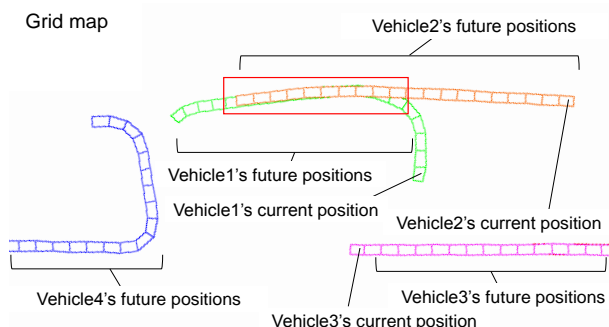 Grid map
Vehicle2's future positions
Vehicle1's future positions
Vehicle1's current position
Vehicle2's current position
Vehicle4's future positions
Vehicle3's future positions
Vehicle3's current position